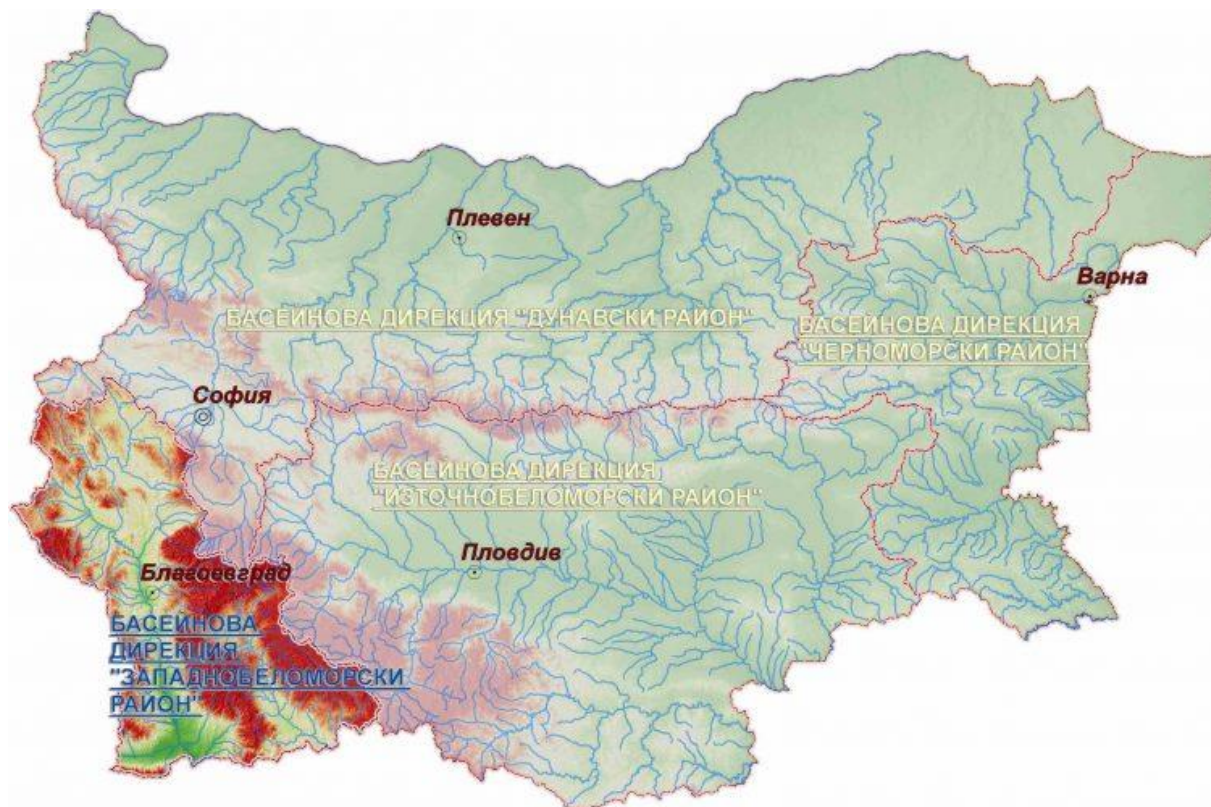 Плевен
Варна
БАСЕЙНОВА ДИРЕКЦИЯ "ДУНАВСКИ РАЙОН"
БАСЕЙНОВА ДИРЕКЦИЯ
"ЧЕРНОМОРСКИ РАЙОН"
София
БАСЕЙНОВА ДИРЕКЦИЯ
"ИЗТОЧНОБЕЛОМОРСКИ РАЙОН"
Пловдив
Благоевград
БАСЕЙНОВА
ДИРЕКЦИЯ
"ЗАПАДНОБЕЛОМОРСКИ
РАЙОН"